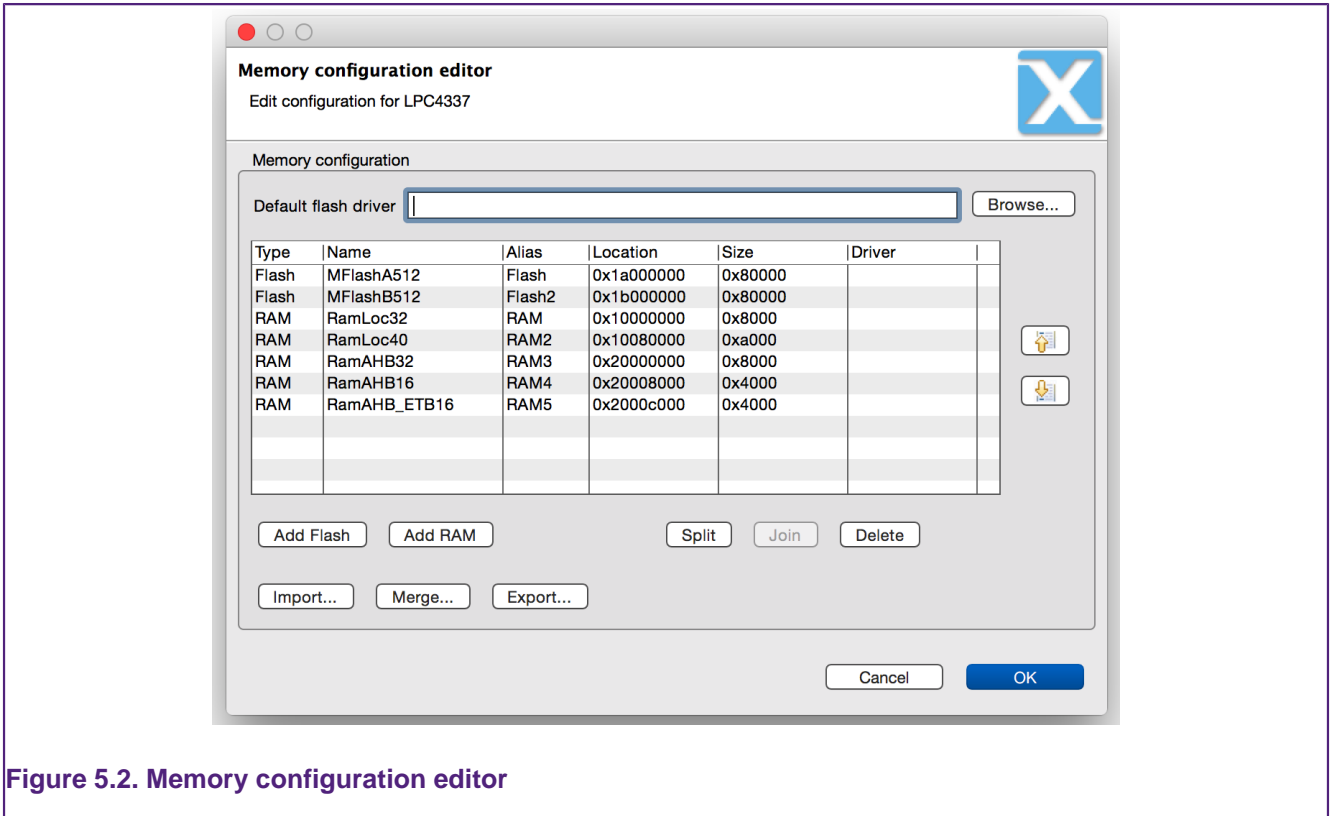 Memory configuration editor
Edit configuration for LPC4337
X
Memory configuration
Default flash driver Browse...
Type Name Alias Location Size Driver
Flash MFlashA512 Flash 0x1a000000 0x80000
Flash MFlashB512 Flash2 0x1b000000 0x80000
RAM RamLoc32 RAM 0x10000000 0x8000
RAM RamLoc40 RAM2 0x10080000 0xa000
RAM RamAHB32 RAM3 0x20000000 0x8000
RAM RamAHB16 RAM4 0x20008000 0x4000
RAM RamAHB_ETB16 RAM5 0x2000c000 0x4000
Add Flash Add RAM Split Join Delete
Import... Merge... Export...
Cancel OK
Figure 5.2. Memory configuration editor